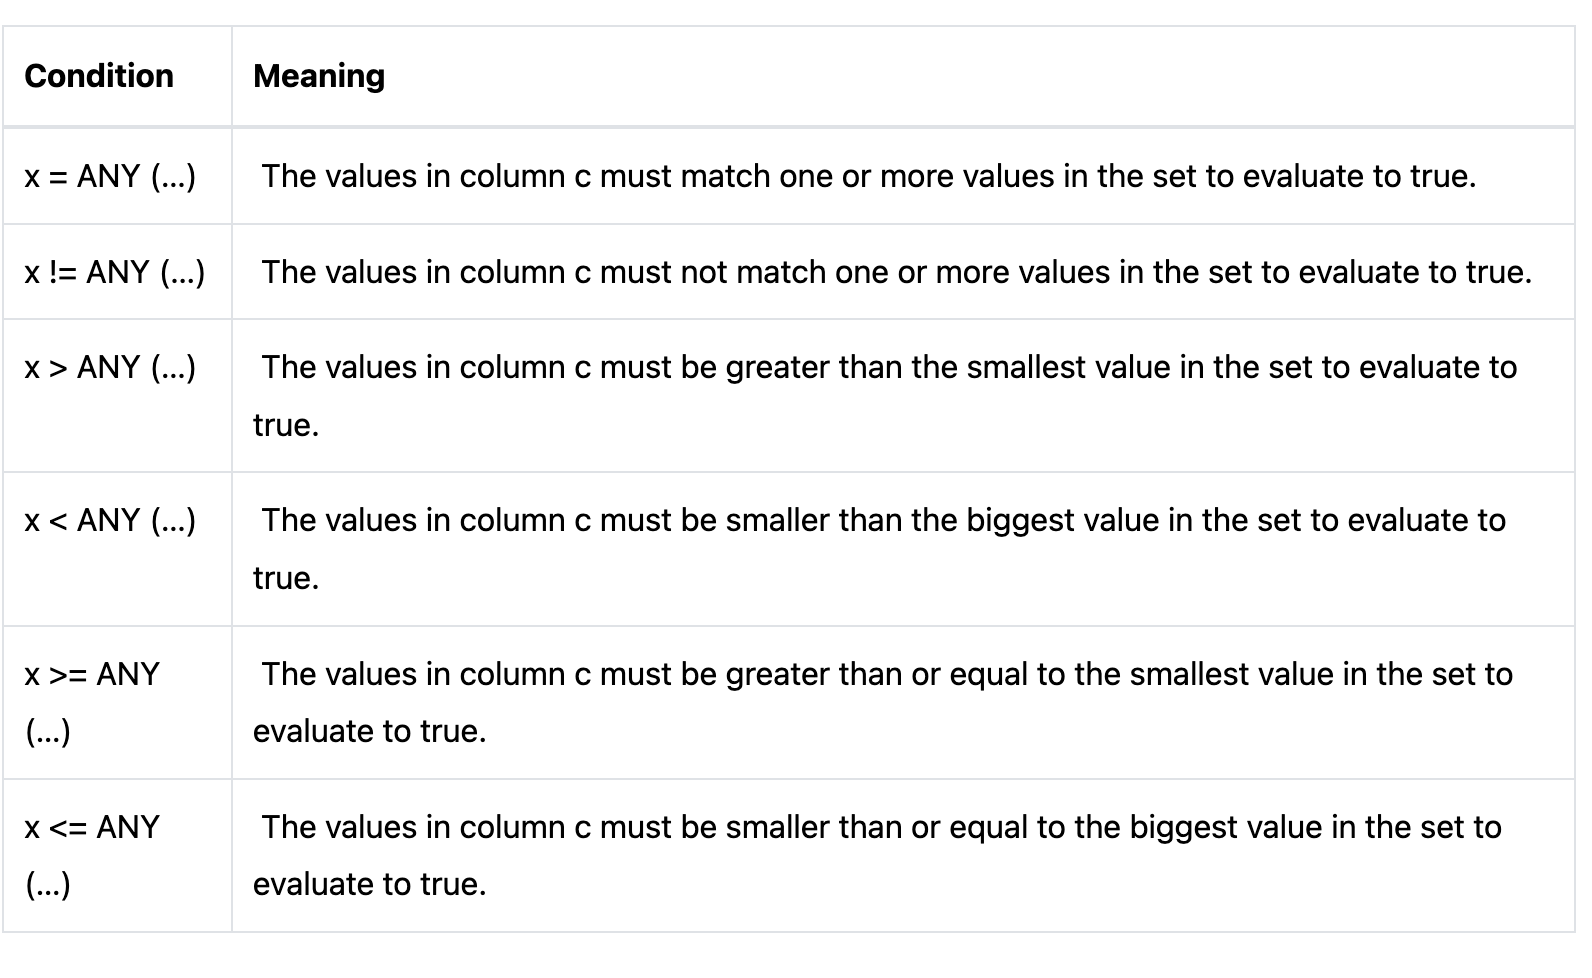 Condition Meaning
x = ANY (...) The values in column c must match one or more values in the set to evaluate to true.
x != ANY (...) The values in column c must not match one or more values in the set to evaluate to true.
x > ANY (...) The values in column c must be greater than the smallest value in the set to evaluate to
true.
x < ANY (...) The values in column c must be smaller than the biggest value in the set to evaluate to
true.
x >= ANY The values in column c must be greater than or equal to the smallest value in the set to
(...) evaluate to true.
x <= ANY The values in column c must be smaller than or equal to the biggest value in the set to
(...) evaluate to true.